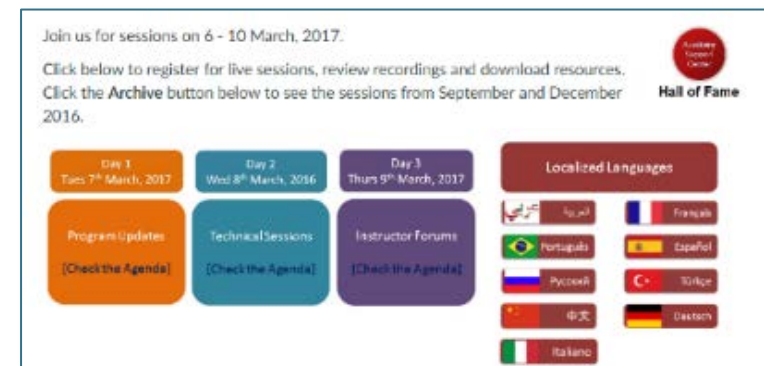 Join us for sessions on 6 - 10 March, 2017.
Click below to register for live sessions, review recordings and download resources.
Click the Archive button below to see the sessions from September and December
2016.
Academy
Support
Center
Hall of Fame
Day 1
Tues 7th March, 2017
Day 2
Wed 8th March, 2016
Day 3
Thurs 9th March, 2017
Program Updates
[Check the Agenda]
Technical Sessions
[Check the Agenda]
Instructor Forums
[Check the Agenda]
Localized Languages
عربي
العربية
Français
Português
Español
Русский
Türkçe
中文
Deutsch
Italiano